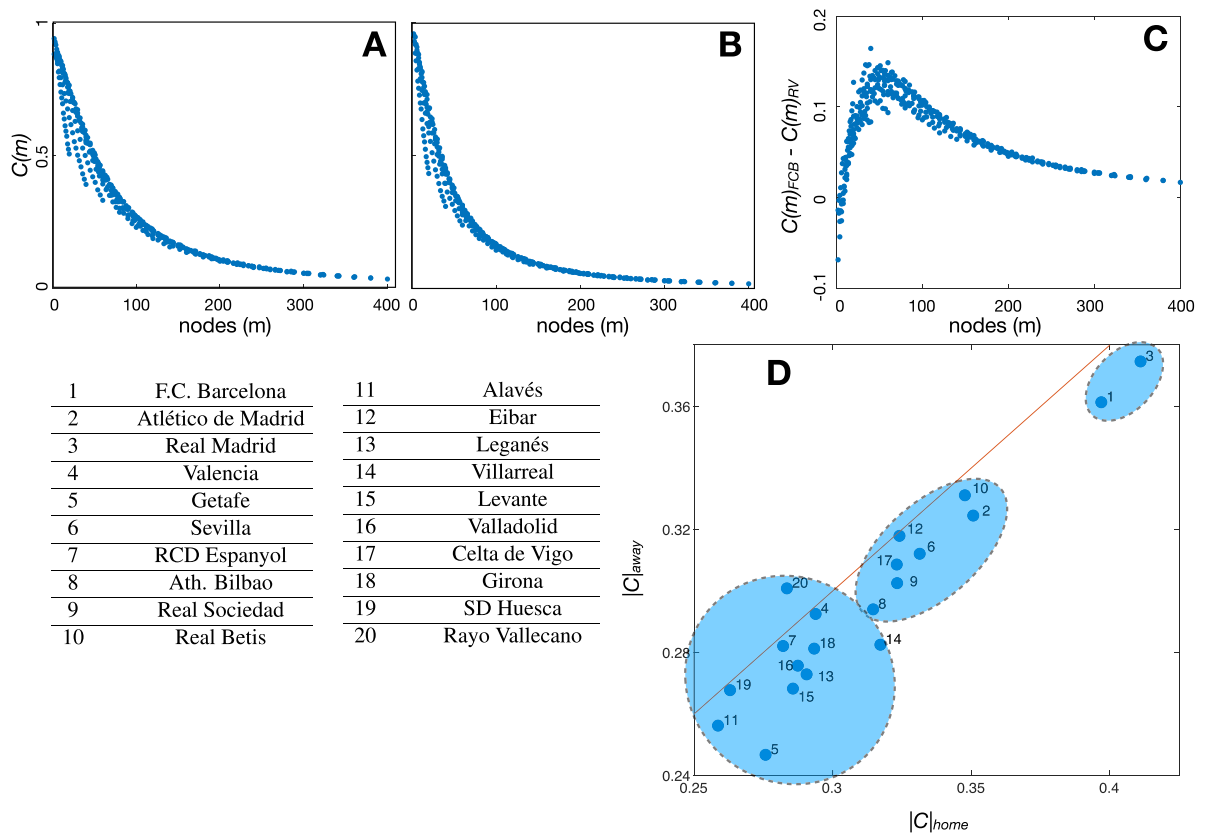 A
B
C
1
0.5
0
C(m)
0 100 200 300 400
nodes (m)
0 100 200 300 400
nodes (m)
0.2
0.1
0
-0.1
C(m)FCB - C(m)RV
0 100 200 300 400
nodes (m)
1 F.C. Barcelona
2 Atlético de Madrid
3 Real Madrid
4 Valencia
5 Getafe
6 Sevilla
7 RCD Espanyol
8 Ath. Bilbao
9 Real Sociedad
10 Real Betis
11 Alavés
12 Eibar
13 Leganés
14 Villarreal
15 Levante
16 Valladolid
17 Celta de Vigo
18 Girona
19 SD Huesca
20 Rayo Vallecano
D
3
1
10
2
12
6
17
9
20
8
4
14
7
18
16
13
19
15
11
5
0.36
0.32
0.28
0.24
|C|away
0.25 0.3 0.35 0.4
|C|home